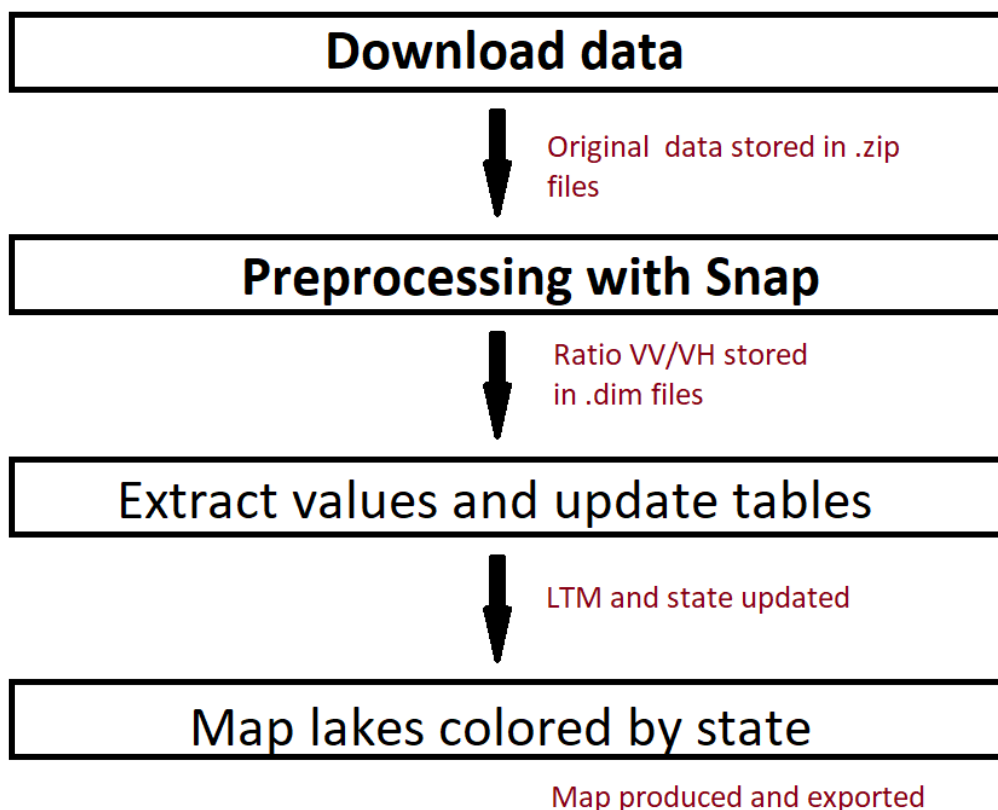 Download data
Original  data stored in .zip
files
Preprocessing with Snap
Ratio VV/VH stored
in .dim files
Extract values and update tables
LTM and state updated
Map lakes colored by state
Map produced and exported